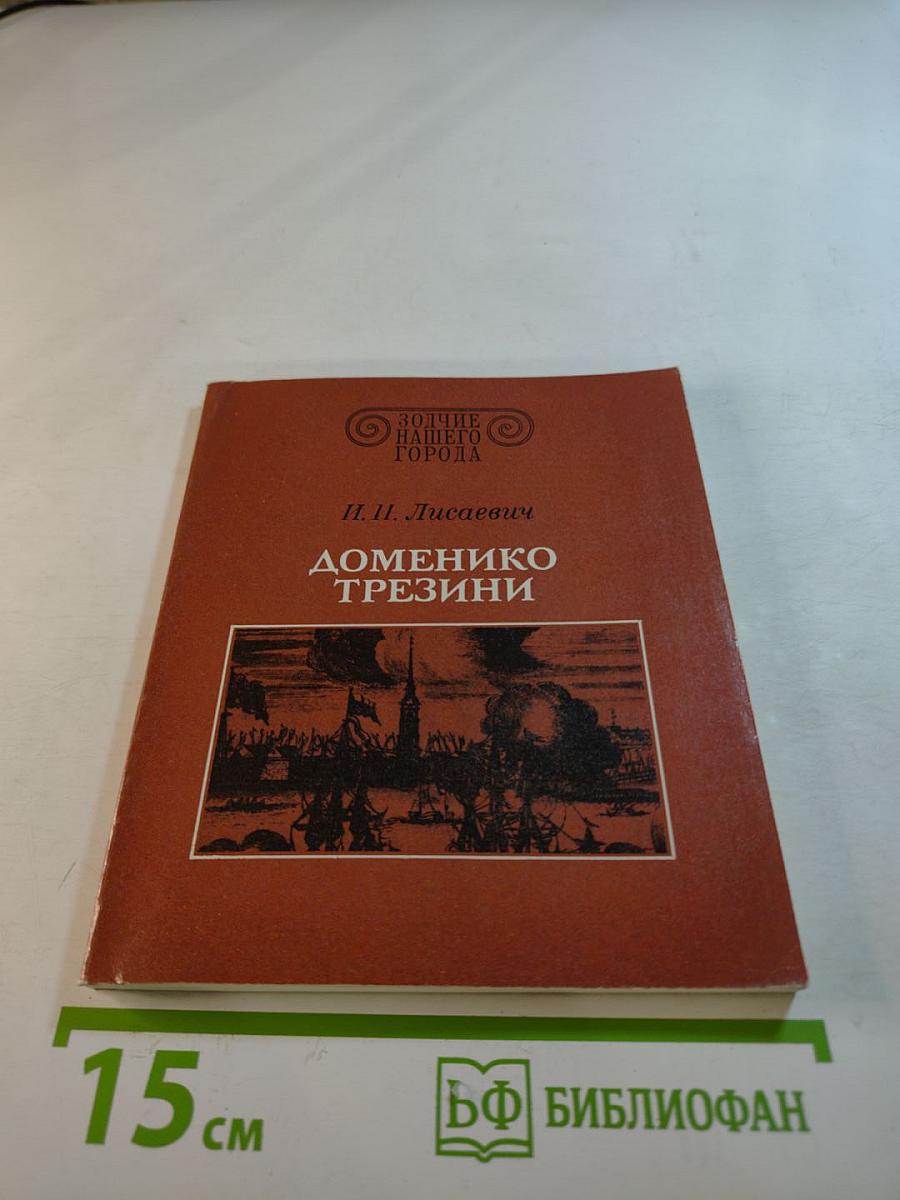 ЗОДЧИЕ
НАШЕГО
ГОРОДА
И. И. Лисаевич
ДОМЕНИКО
ТРЕЗИНИ
15 см
БФ БИБЛИОФАН